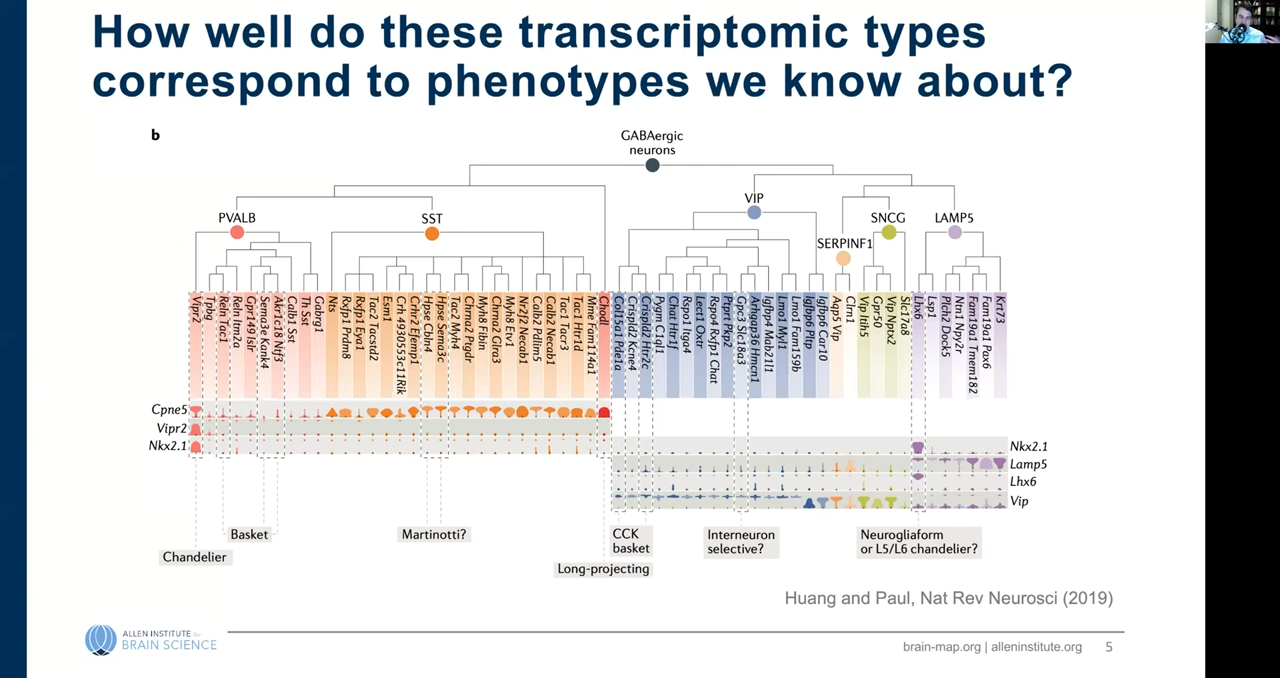 How well do these transcriptomic types
correspond to phenotypes we know about?
b
GABAergic
neurons
PVALB
SST
VIP
SERPINF1
SNCG
LAMP5
Vipr2
Tpbg
Reln Tac1
Reln Itm2a
Gpr149 Islr
Sema3e Kank4
Akr1c18 Ntf3
Calb1 Sst
Th Sst
Gabrg1
Nts
Rxfp1 Prdm8
Rxfp1 Eya1
Tac2 Tacstd2
Esm1
Crh 4930553c11Rik
Crhr2 Efemp1
Hpse Cbln4
Hpse Sema3c
Tac2 Myh4
Chrna2 Ptgdr
Myh8 Fibin
Chrna2 Glra3
Myh8 Etv1
Nr2f2 Necab1
Calb2 Pdlim5
Calb2 Necab1
Tac1 Tacr3
Tac1 Htr1d
Mme Fam114a1
Chodl
Col15a1 Pde1a
Crispld2 Kcne4
Crispld2 Htr2c
Pygm C1ql1
Chat Htr1f
Rspo1 Itga4
Lect1 Oxtr
Rspo4 Rxfp1 Chat
Ptprt Pkp2
Gpc3 Slc18a3
Arhgap36 Hmcn1
Igfbp4 Mab21l1
Lmo1 Myl1
Lmo1 Fam159b
Igfbp6 Pltp
Igfbp6 Car10
Aqp5 Vip
Clrn1
Vip Itih5
Gpr50
Vip Nptx2
Slc17a8
Lhx6
Lsp1
Plch2 Dock5
Ntn1 Npy2r
Fam19a1 Tmem182
Fam19a1 Pax6
Krt73
Cpne5
Vipr2
Nkx2.1
Nkx2.1
Lamp5
Lhx6
Vip
Basket
Chandelier
Martinotti?
CCK
basket
Long-projecting
Interneuron
selective?
Neurogliaform
or L5/L6 chandelier?
Huang and Paul, Nat Rev Neurosci (2019)
ALLEN INSTITUTE for
BRAIN SCIENCE
brain-map.org | alleninstitute.org 5